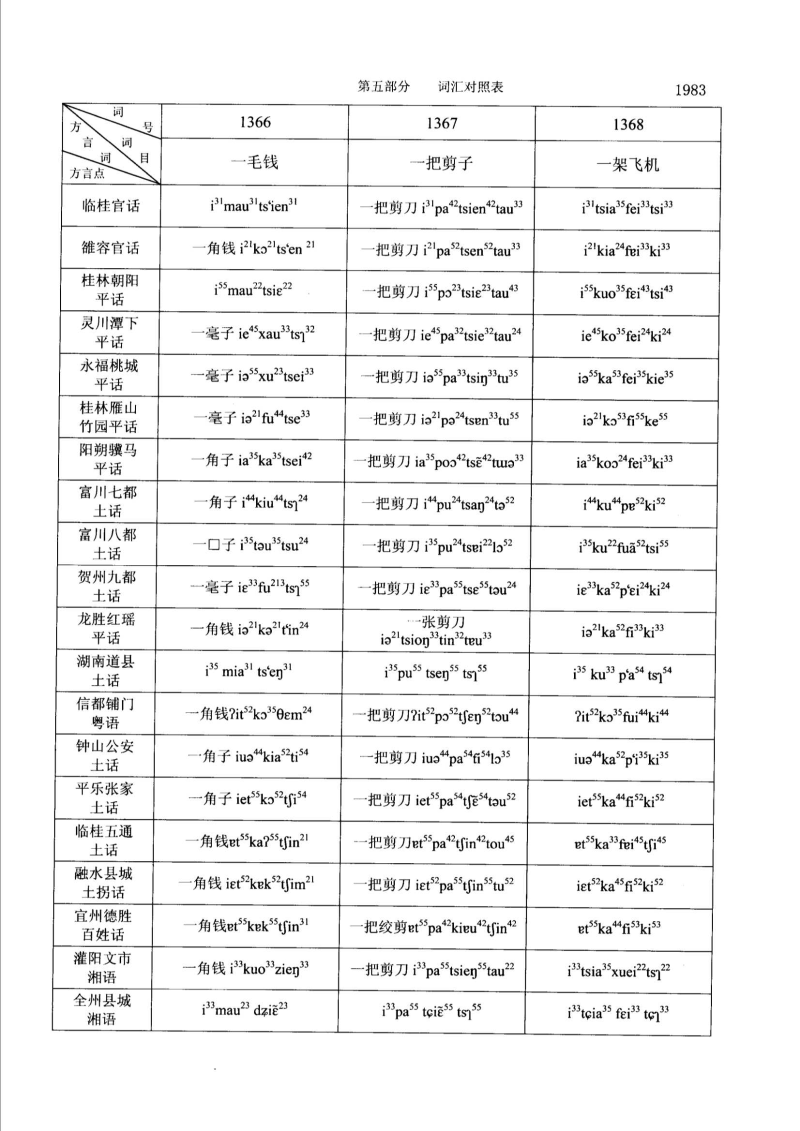 第五部分 词汇对照表 1983
词 号 1366 1367 1368
方 言 词
词 目 一毛钱 一把剪子 一架飞机
方言点
临桂官话 i³¹mau³¹ts‘ien³¹ 一把剪刀 i³¹pa⁴²tsien⁴²tau³³ i³¹tsia³⁵fei³³tsi³³
雒容官话 一角钱 i²¹kɔ²¹ts‘en ²¹ 一把剪刀 i²¹pa⁵²tsen⁵²tau³³ i²¹kia²⁴fɐi³³ki³³
桂林朝阳
平话 i⁵⁵mau²²tsiɛ²² 一把剪刀 i⁵⁵pɔ²³tsiɛ²³tau⁴³ i⁵⁵kuo³⁵fɛi⁴³tsi⁴³
灵川潭下
平话 一毫子 ie⁴⁵xau³³tsʅ³² 一把剪刀 ie⁴⁵pa³²tsie³²tau²⁴ ie⁴⁵ko³⁵fei²⁴ki²⁴
永福桃城
平话 一毫子 iə⁵⁵xu²³tsei³³ 一把剪刀 iə⁵⁵pa³³tsiŋ³³tu³⁵ iə⁵⁵ka⁵³fei³⁵kie³⁵
桂林雁山
竹园平话 一毫子 iə²¹fu⁴⁴tse³³ 一把剪刀 iə²¹pə²⁴tsɐn³³tu⁵⁵ iə²¹kɔ⁵³fi⁵⁵ke⁵⁵
阳朔骥马
平话 一角子 ia³⁵ka³⁵tsei⁴² 一把剪刀 ia³⁵poɔ⁴²tsẽ⁴²tɯə³³ ia³⁵koɔ²⁴fei³³ki³³
富川七都
土话 一角子 i⁴⁴kiu⁴⁴tsʅ²⁴ 一把剪刀 i⁴⁴pu²⁴tsaŋ²⁴tə⁵² i⁴⁴ku⁴⁴pɐ⁵²ki⁵²
富川八都
土话 一□子 i³⁵təu³⁵tsu²⁴ 一把剪刀 i³⁵pu²⁴tsɐi²²lɔ⁵² i³⁵ku²²fuã⁵²tsi⁵⁵
贺州九都
土话 一毫子 iɛ³³fu²¹³tsʅ⁵⁵ 一把剪刀 iɛ³³pa⁵⁵tsɛ⁵⁵təu²⁴ iɛ³³ka⁵²p‘ɛi²⁴ki²⁴
龙胜红瑶
平话 一角钱 iə²¹kə²¹t‘in²⁴ 一张剪刀
iə²¹tsioŋ³³tin³²tɐu³³ iə²¹ka⁵²fi³³ki³³
湖南道县
土话 i³⁵ mia³¹ ts‘eŋ³¹ i³⁵pu⁵⁵ tseŋ⁵⁵ tsʅ⁵⁵ i³⁵ ku³³ p‘a⁵⁴ tsʅ⁵⁴
信都铺门
粤语 一角钱ʔit⁵²kɔ³⁵θɛm²⁴ 一把剪刀ʔit⁵²pɔ⁵²tʃɛŋ⁵²tɔu⁴⁴ ʔit⁵²kɔ³⁵fui⁴⁴ki⁴⁴
钟山公安
土话 一角子 iuə⁴⁴kia⁵²ti⁵⁴ 一把剪刀 iuə⁴⁴pa⁵⁴fi⁵⁴lɔ³⁵ iuə⁴⁴ka⁵²p‘i³⁵ki³⁵
平乐张家
土话 一角子 iet⁵⁵kɔ⁵²tʃi⁵⁴ 一把剪刀 iet⁵⁵pa⁵⁴tʃɛ̃⁵⁴təu⁵² iet⁵⁵ka⁴⁴fi⁵²ki⁵²
临桂五通
土话 一角钱ɐt⁵⁵kaʔ⁵⁵tʃin²¹ 一把剪刀ɐt⁵⁵pa⁴²tʃin⁴²tou⁴⁵ ɐt⁵⁵ka³³fɐi⁴⁵tʃi⁴⁵
融水县城
土拐话 一角钱 iɛt⁵²kɐk⁵²tʃim²¹ 一把剪刀 iɛt⁵²pa⁵⁵tʃin⁵⁵tu⁵² iɛt⁵²ka⁴⁵fi⁵²ki⁵²
宜州德胜
百姓话 一角钱ɐt⁵⁵kɐk⁵⁵tʃin³¹ 一把绞剪ɐt⁵⁵pa⁴²kiɐu⁴²tʃin⁴² ɐt⁵⁵ka⁴⁴fi⁵³ki⁵³
灌阳文市
湘语 一角钱 i³³kuo³³zieŋ³³ 一把剪刀 i³³pa⁵⁵tsieŋ⁵⁵tau²² i³³tsia³⁵xuei²²tsʅ²²
全州县城
湘语 i³³mau²³ dʑiẽ²³ i³³pa⁵⁵ tɕiẽ⁵⁵ tsʅ⁵⁵ i³³tɕia³⁵ fɛi³³ tɕʅ³³